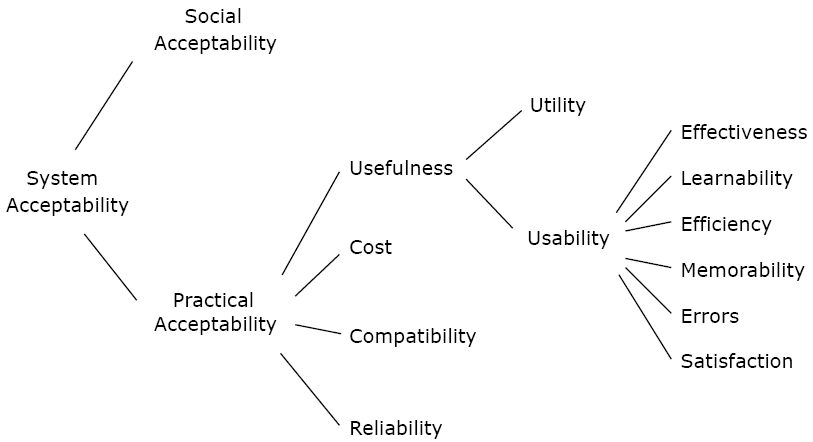 Social
Acceptability
System
Acceptability
Practical
Acceptability
Usefulness
Cost
Compatibility
Reliability
Utility
Usability
Effectiveness
Learnability
Efficiency
Memorability
Errors
Satisfaction